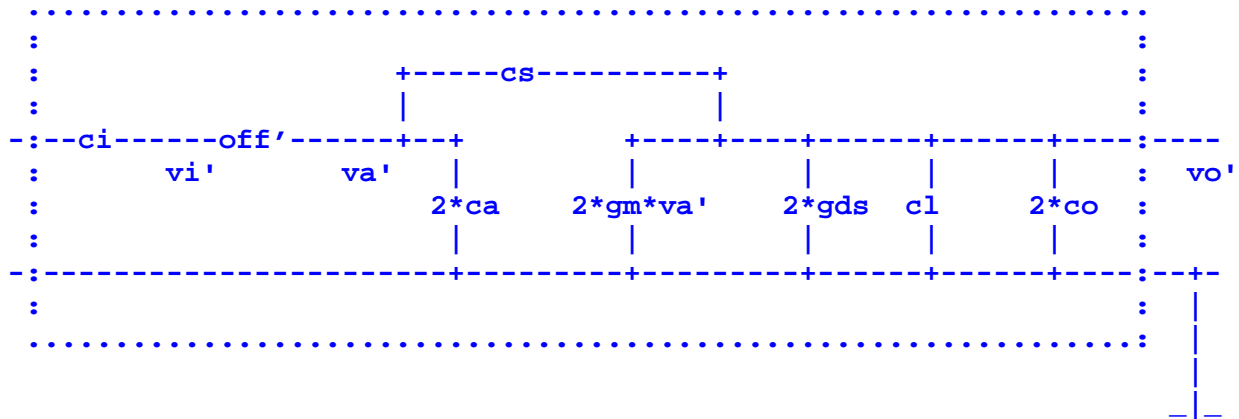 cs
ci off’
vi' va' vo'
2*ca 2*gm*va' 2*gds cl 2*co